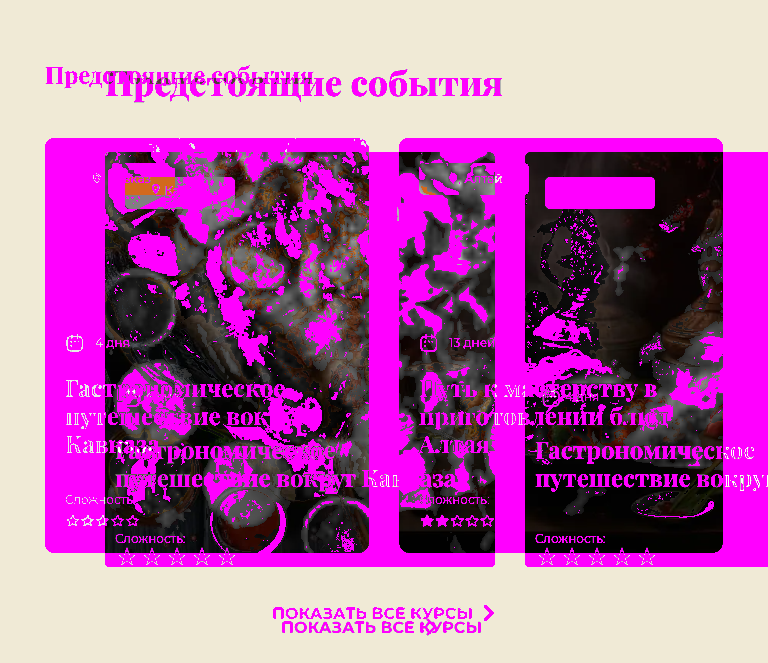 Предстоящие события
Предстоящие события
4 дня
13 дней
Гастрономическое
путешествие вокруг
Кавказа
Путь к мастерству в
приготовлении блюд
Алтая
Гастрономическое
путешествие вокруг Кавказа
Гастрономическое
путешествие вокруг
Сложность:
Сложность:
Сложность:
Сложность:
ПОКАЗАТЬ ВСЕ КУРСЫ
ПОКАЗАТЬ ВСЕ КУРСЫ